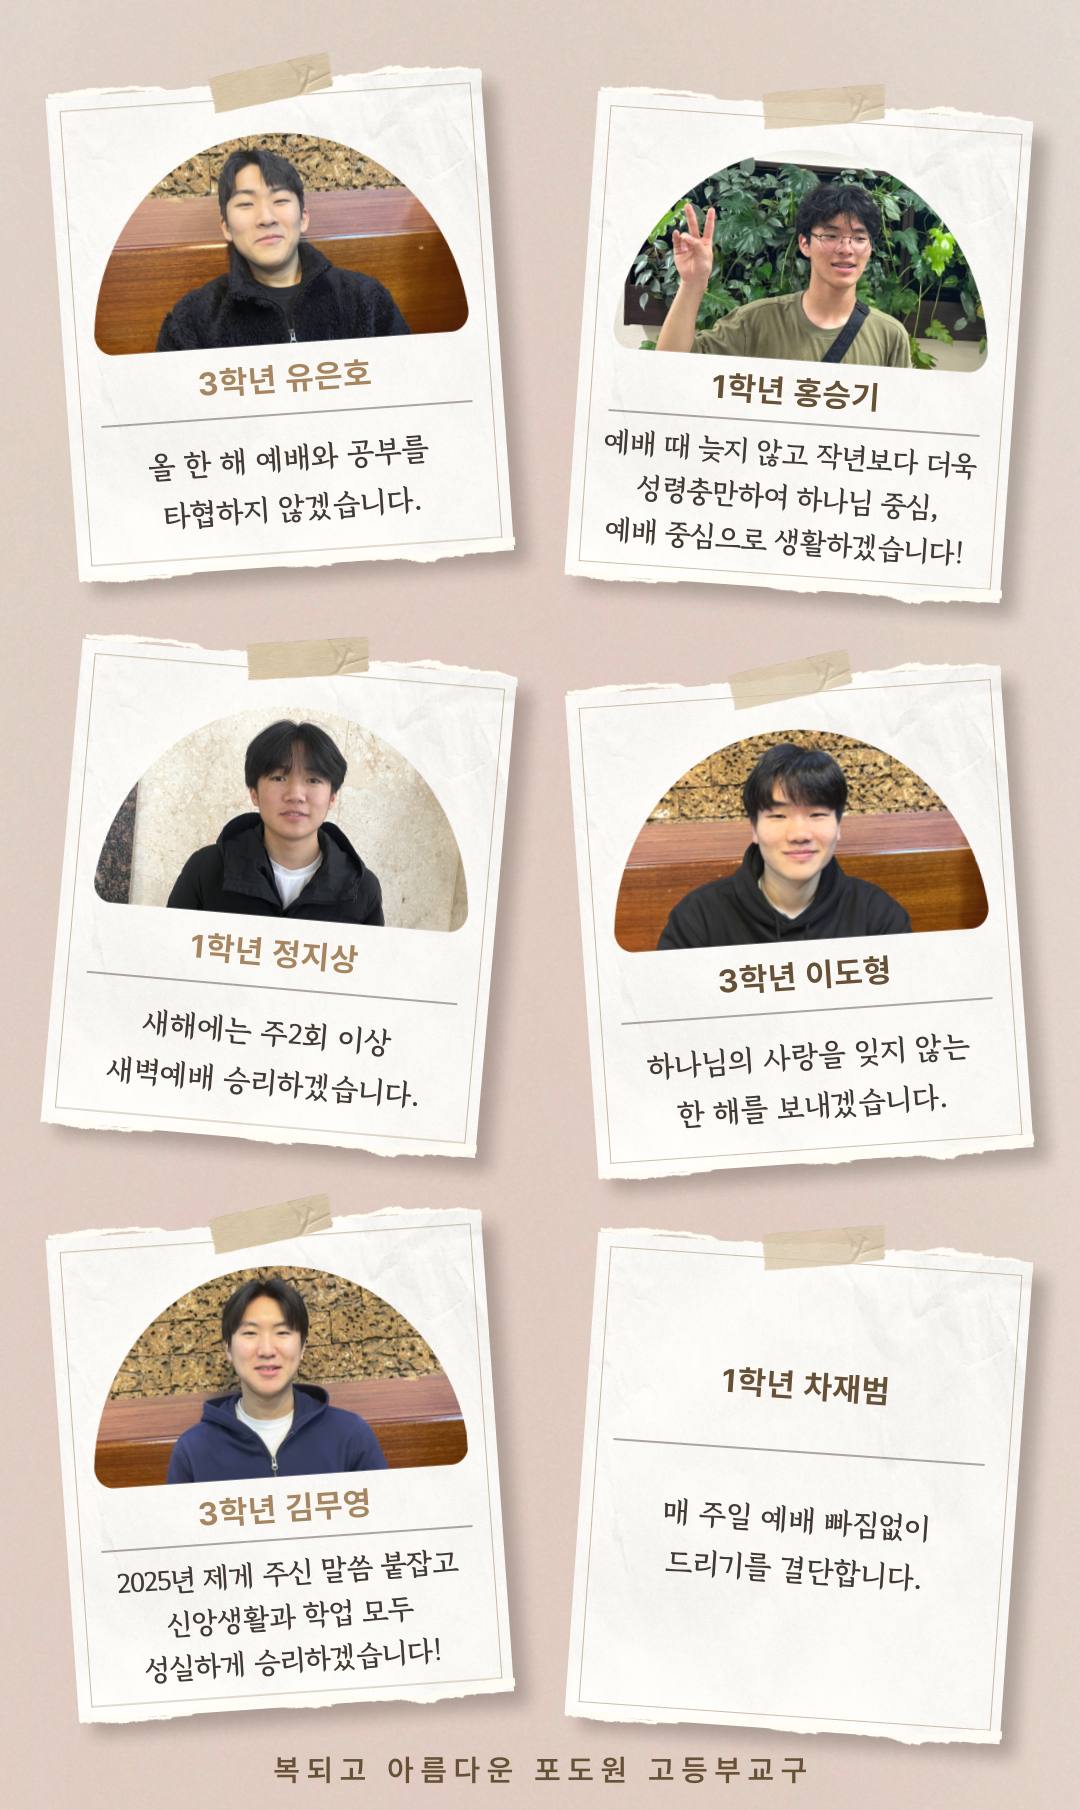 3학년 유은호
올 한 해 예배와 공부를
타협하지 않겠습니다.
1학년 홍승기
예배 때 늦지 않고 작년보다 더욱
성령충만하여 하나님 중심,
예배 중심으로 생활하겠습니다!
1학년 정지상
새해에는 주2회 이상
새벽예배 승리하겠습니다.
3학년 이도형
하나님의 사랑을 잊지 않는
한 해를 보내겠습니다.
3학년 김무영
2025년 제게 주신 말씀 붙잡고
신앙생활과 학업 모두
성실하게 승리하겠습니다!
1학년 차재범
매 주일 예배 빠짐없이
드리기를 결단합니다.
복되고 아름다운 포도원 고등부교구